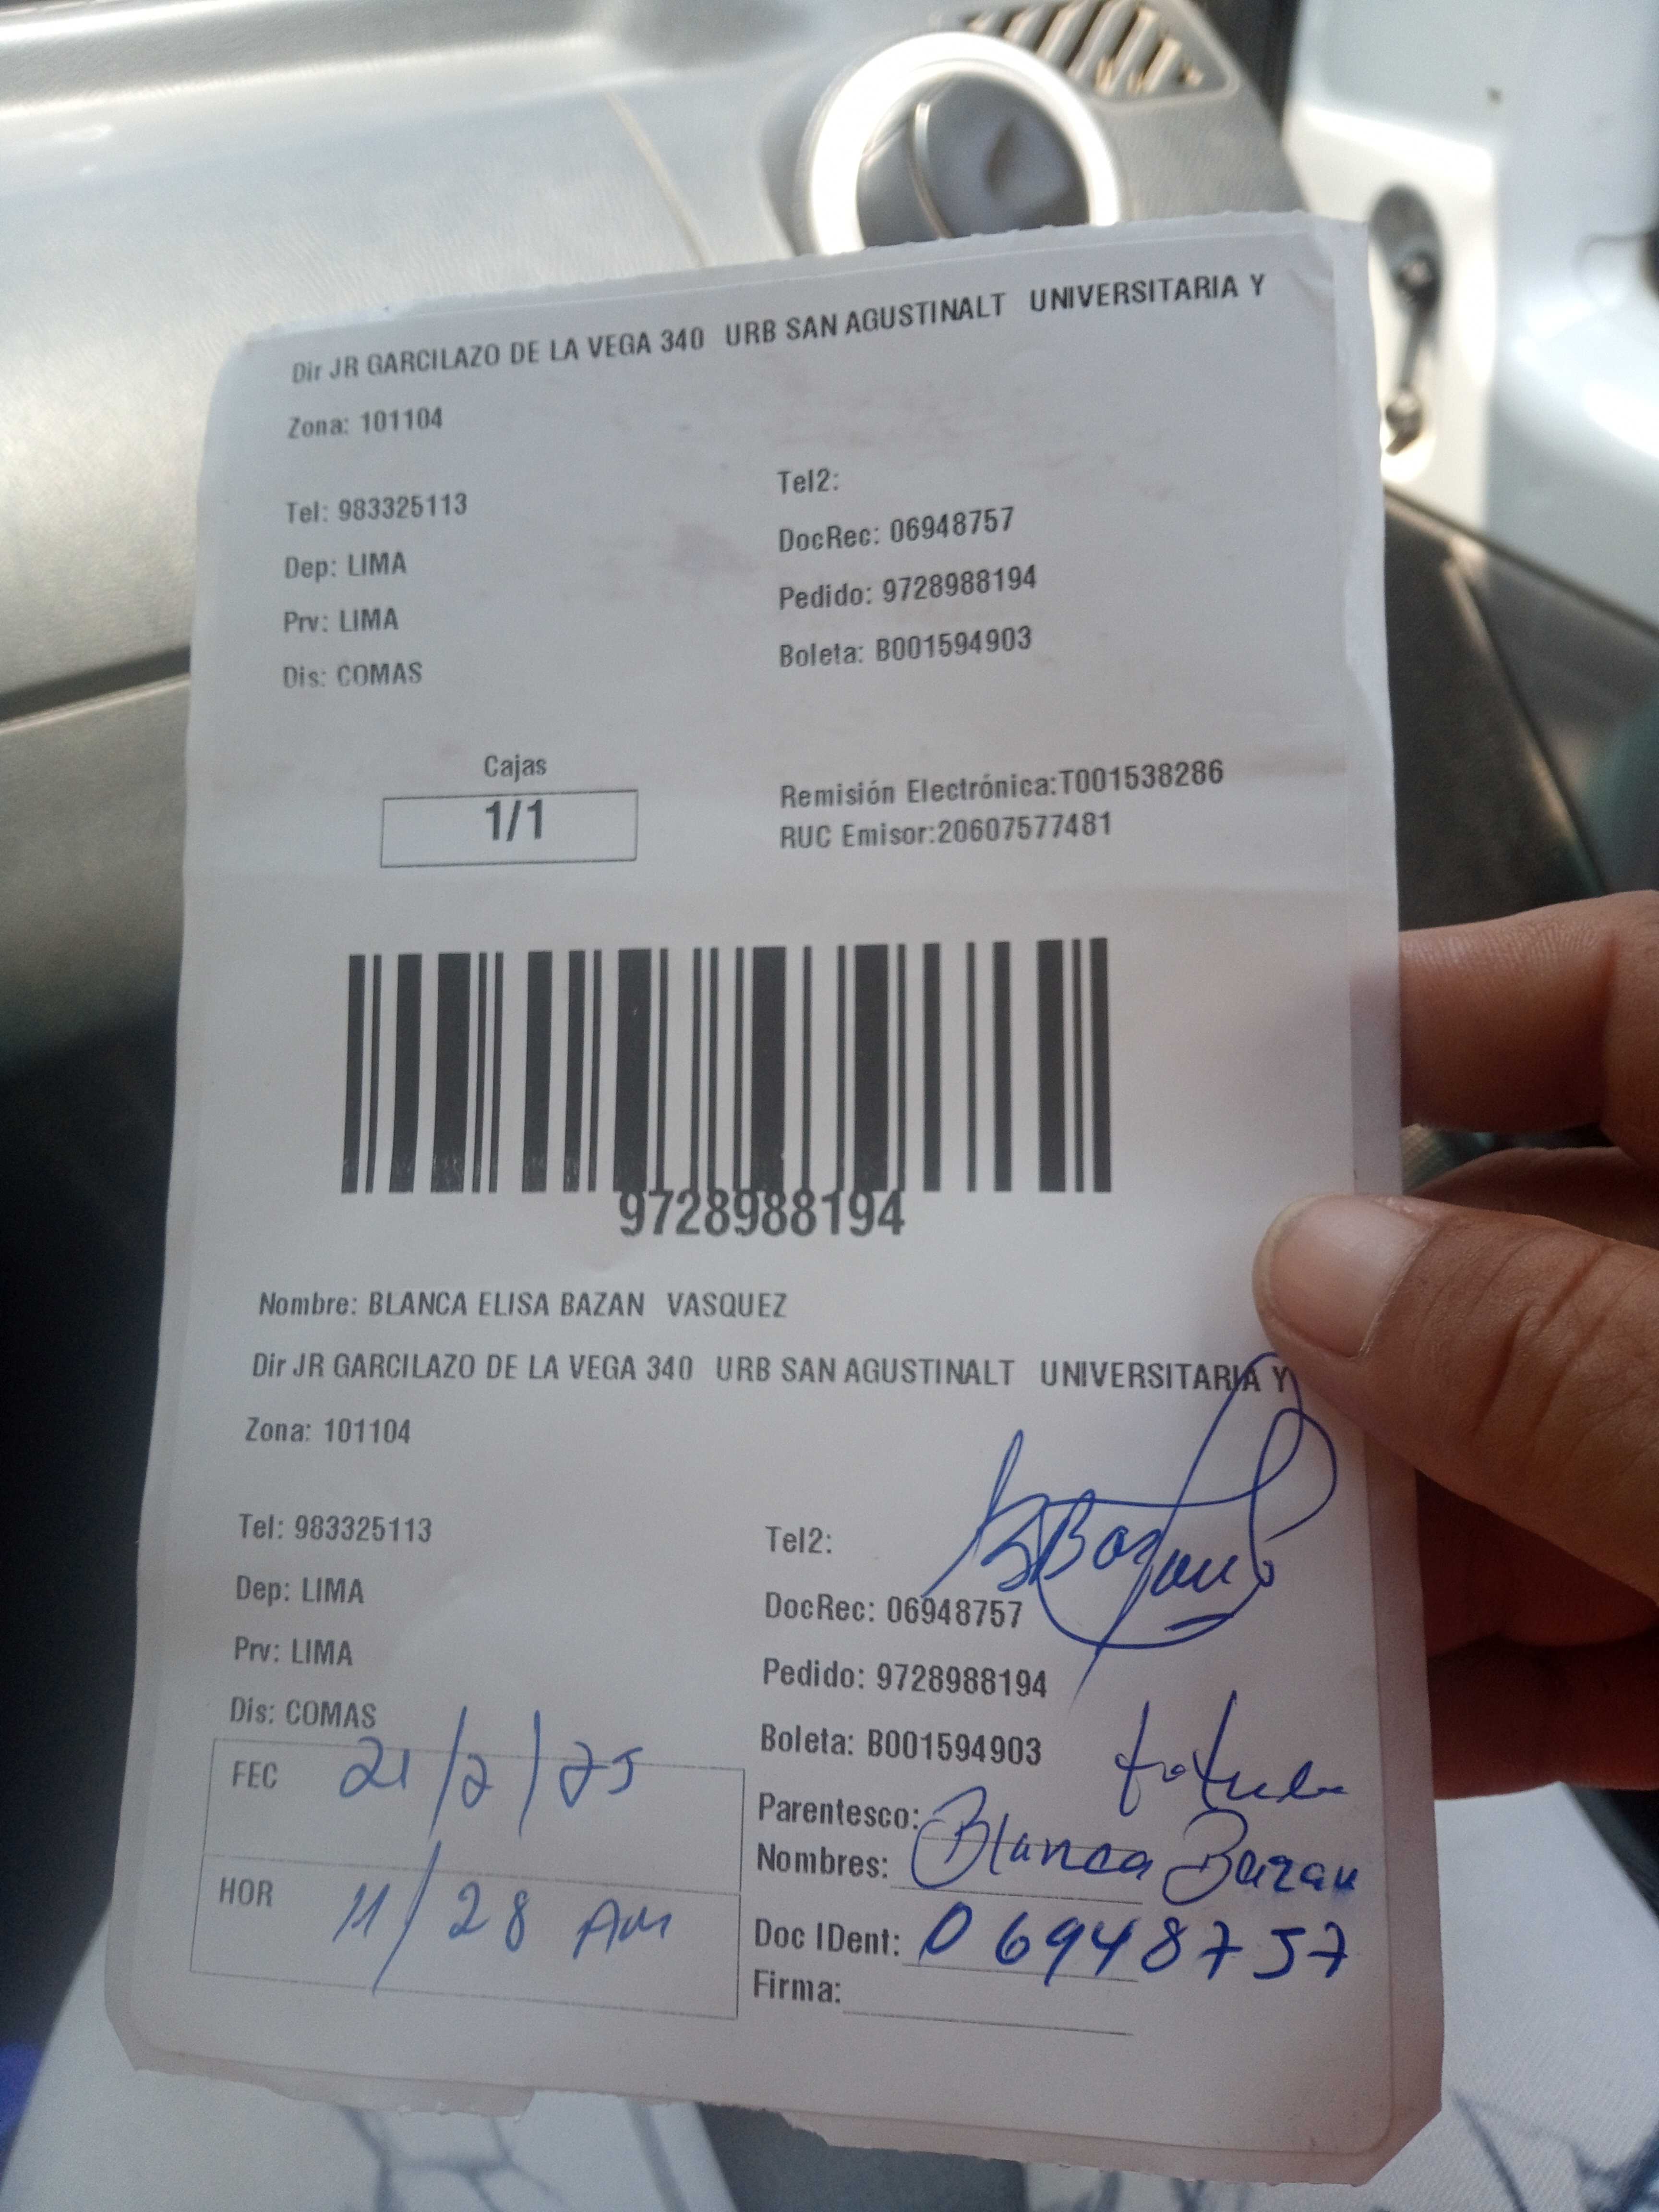 Dir JR GARCILAZO DE LA VEGA 340 URB SAN AGUSTINALT UNIVERSITARIA Y
Zona: 101104
Tel: 983325113
Tel2:
Dep: LIMA
DocRec: 06948757
Prv: LIMA
Pedido: 9728988194
Dis: COMAS
Boleta: B001594903
Cajas
1/1
Remisión Electrónica:T001538286
RUC Emisor:20607577481
9728988194
Nombre: BLANCA ELISA BAZAN VASQUEZ
Dir JR GARCILAZO DE LA VEGA 340 URB SAN AGUSTINALT UNIVERSITARIA Y
Zona: 101104
Tel: 983325113
Tel2:
BBazan
Dep: LIMA
DocRec: 06948757
Prv: LIMA
Pedido: 9728988194
Dis: COMAS
Boleta: B001594903
FEC 21/2/25
Parentesco:
Nombres: Blanca Bazan
HOR 11/28 Am
Doc IDent: 06948757
Firma: